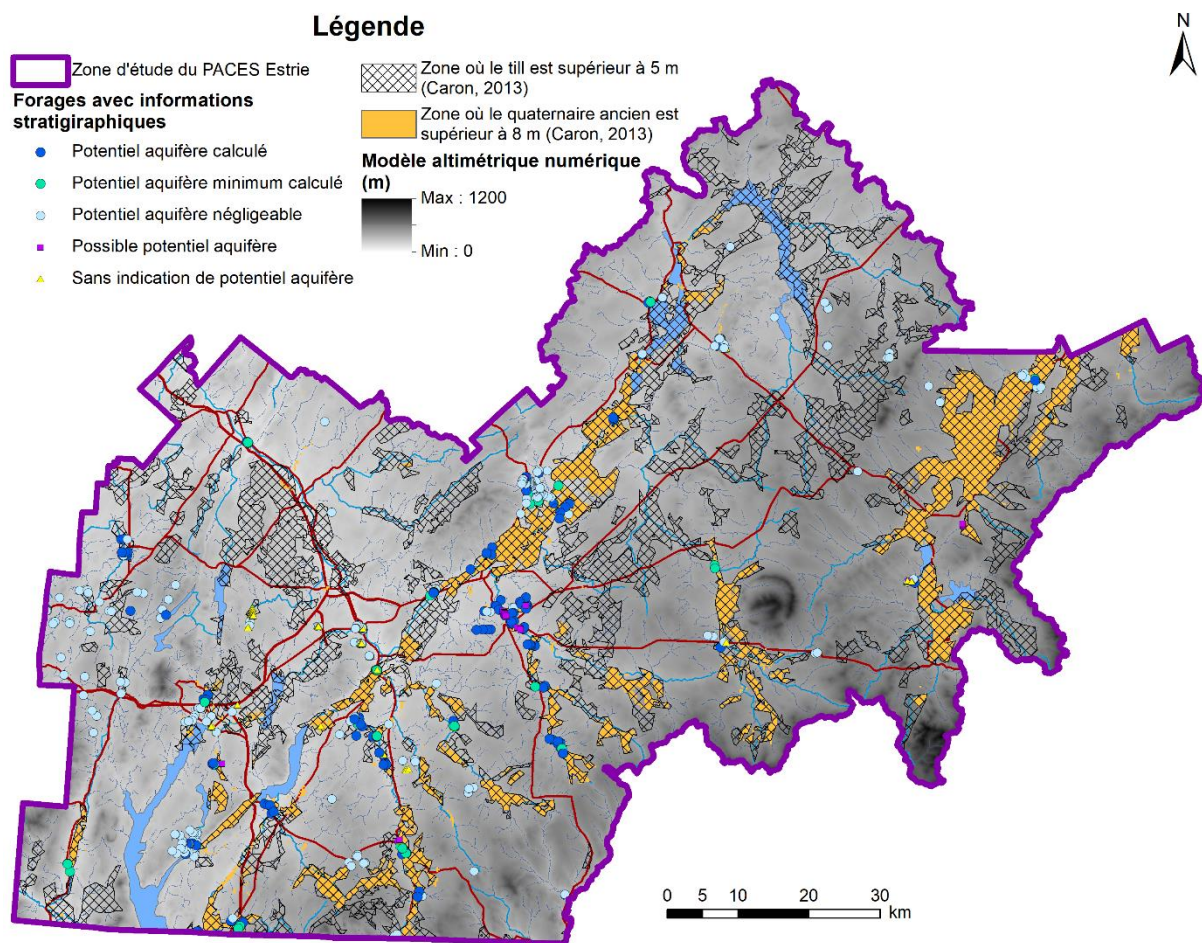 Légende
N
Zone d'étude du PACES Estrie
Forages avec informations
stratigiraphiques
Potentiel aquifère calculé
Potentiel aquifère minimum calculé
Potentiel aquifère négligeable
Possible potentiel aquifère
Sans indication de potentiel aquifère
Zone où le till est supérieur à 5 m
(Caron, 2013)
Zone où le quaternaire ancien est
supérieur à 8 m (Caron, 2013)
Modèle altimétrique numérique
(m)
Max : 1200
Min : 0
0 5 10 20 30
km